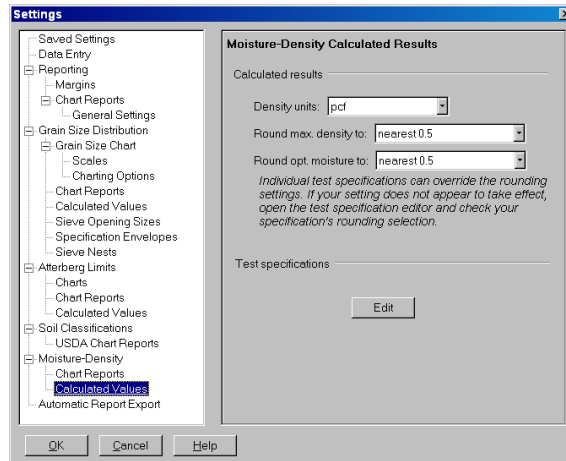 Settings
Saved Settings
Data Entry
Reporting
Margins
Chart Reports
General Settings
Grain Size Distribution
Grain Size Chart
Scales
Charting Options
Chart Reports
Calculated Values
Sieve Opening Sizes
Specification Envelopes
Sieve Nests
Atterberg Limits
Charts
Chart Reports
Calculated Values
Soil Classifications
USDA Chart Reports
Moisture-Density
Chart Reports
Calculated Values
Automatic Report Export
Moisture-Density Calculated Results
Calculated results
Density units: pcf
Round max. density to: nearest 0.5
Round opt. moisture to: nearest 0.5
Individual test specifications can override the rounding
settings. If your setting does not appear to take effect,
open the test specification editor and check your
specification's rounding selection.
Test specifications
Edit
OK Cancel Help